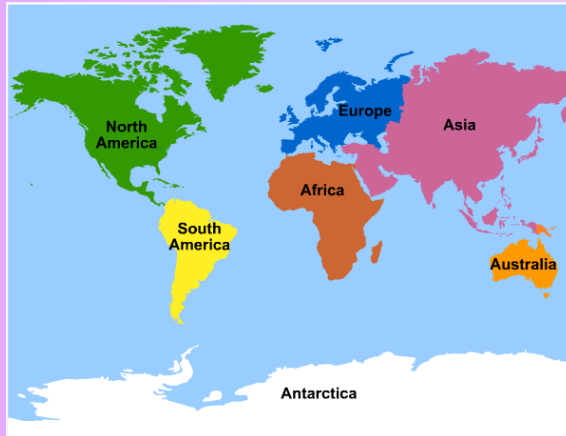 North
America
Europe
Asia
Africa
South
America
Australia
Antarctica